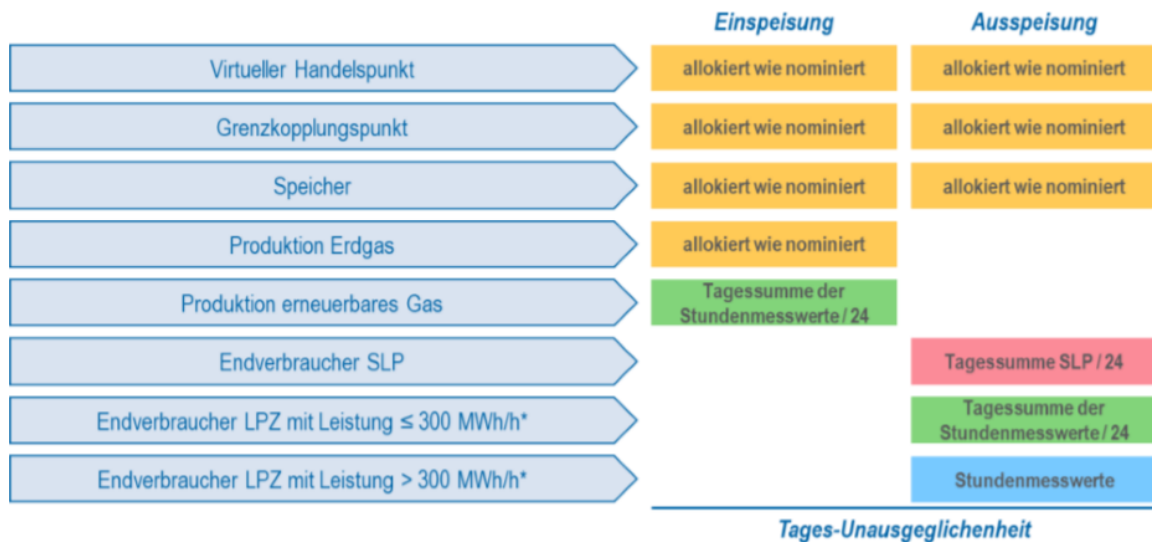 Einspeisung Ausspeisung
Virtueller Handelspunkt allokiert wie nominiert allokiert wie nominiert
Grenzkopplungspunkt allokiert wie nominiert allokiert wie nominiert
Speicher allokiert wie nominiert allokiert wie nominiert
Produktion Erdgas allokiert wie nominiert
Produktion erneuerbares Gas Tagessumme der
Stundenmesswerte / 24
Endverbraucher SLP Tagessumme SLP / 24
Endverbraucher LPZ mit Leistung ≤ 300 MWh/h* Tagessumme der
Stundenmesswerte / 24
Endverbraucher LPZ mit Leistung > 300 MWh/h* Stundenmesswerte
Tages-Unausgeglichenheit